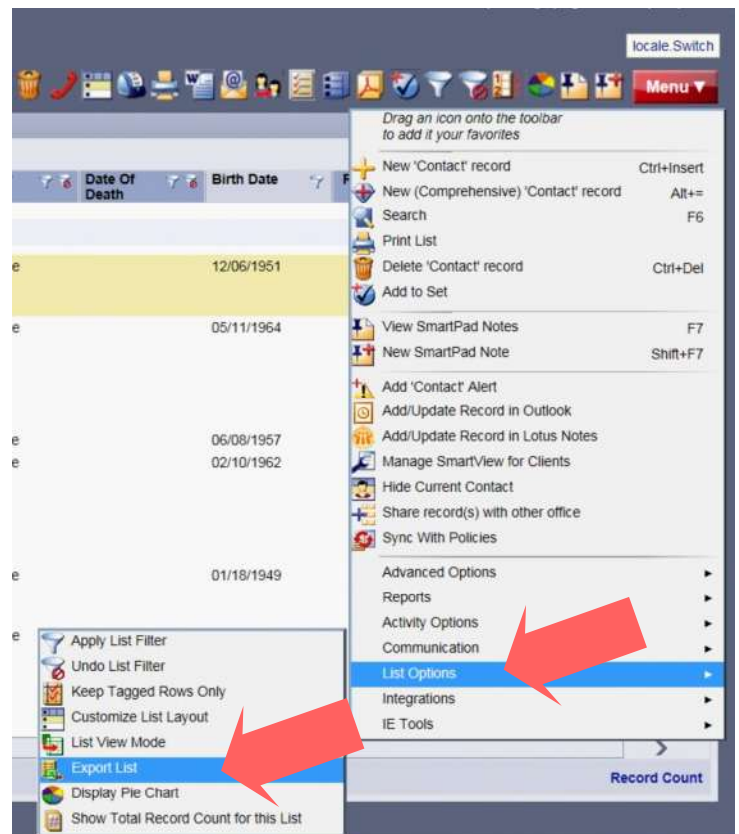 locale.Switch
Menu ▼
Drag an icon onto the toolbar
to add it your favorites
Date Of
Death
Birth Date
New 'Contact' record Ctrl+Insert
New (Comprehensive) 'Contact' record Alt+=
Search F6
Print List
Delete 'Contact' record Ctrl+Del
Add to Set
View SmartPad Notes F7
New SmartPad Note Shift+F7
Add 'Contact' Alert
Add/Update Record in Outlook
Add/Update Record in Lotus Notes
Manage SmartView for Clients
Hide Current Contact
Share record(s) with other office
Sync With Policies
Advanced Options
Reports
Activity Options
Communication
List Options
Integrations
IE Tools
e 12/06/1951
e 05/11/1964
e 06/08/1957
e 02/10/1962
e 01/18/1949
e
Apply List Filter
Undo List Filter
Keep Tagged Rows Only
Customize List Layout
List View Mode
Export List
Display Pie Chart
Show Total Record Count for this List
Record Count